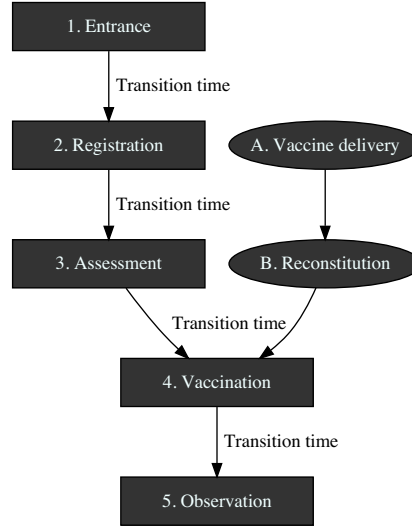 1. Entrance
Transition time
2. Registration
A. Vaccine delivery
Transition time
3. Assessment
B. Reconstitution
Transition time
4. Vaccination
Transition time
5. Observation